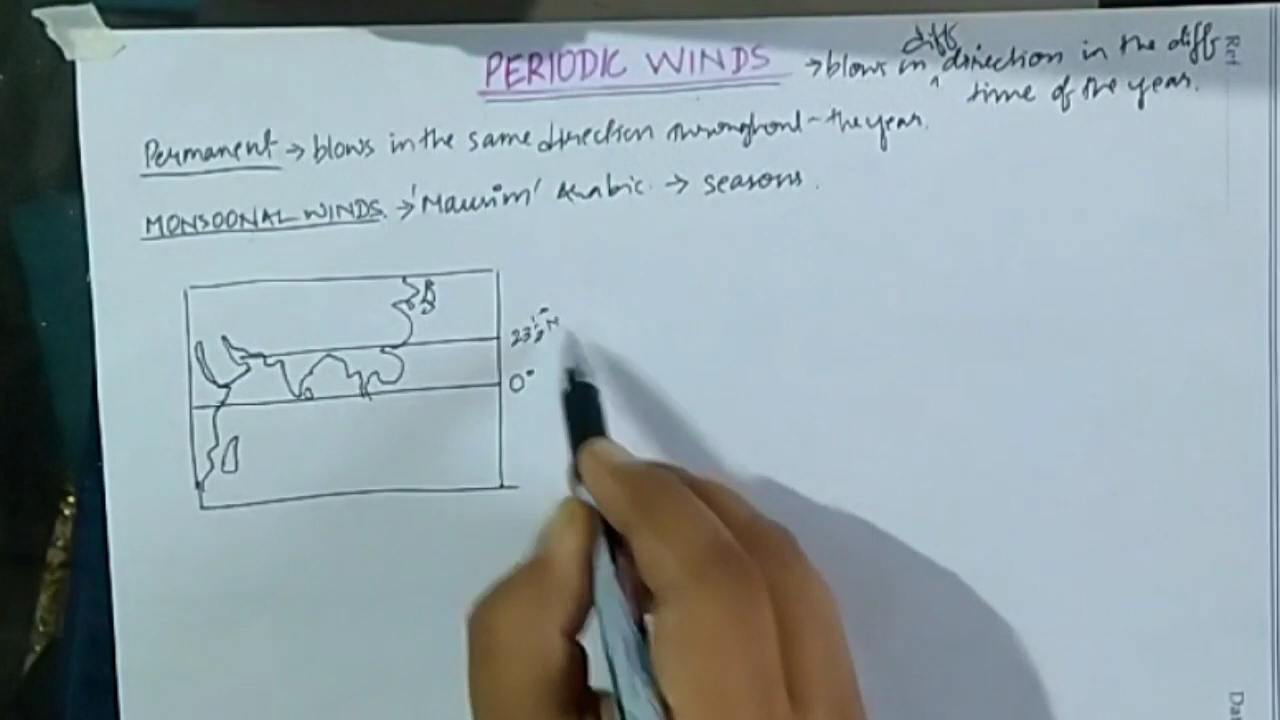 PERIODIC WINDS → blows in diff direction in the diff
time of the year.
Permanent → blows in the same direction throughout the year.
MONSOONAL WINDS. → 'Mausim' Arabic. → seasons.
23½° N
0°